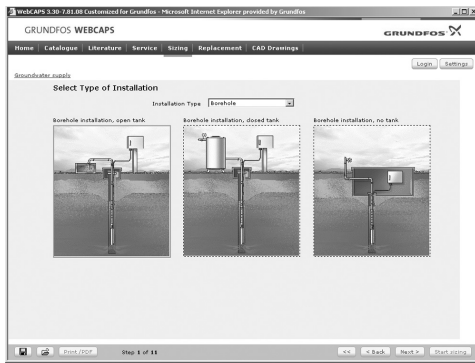 WebCAPS 3.30-7.81.08 Customized for Grundfos - Microsoft Internet Explorer provided by Grundfos
GRUNDFOS WEBCAPS
GRUNDFOS
Home Catalogue Literature Service Sizing Replacement CAD Drawings
Login Settings
Groundwater supply
Select Type of Installation
Installation Type Borehole
Borehole installation, open tank Borehole installation, closed tank Borehole installation, no tank
Print/PDF Step 1 of 11 << < Back Next > Start sizing